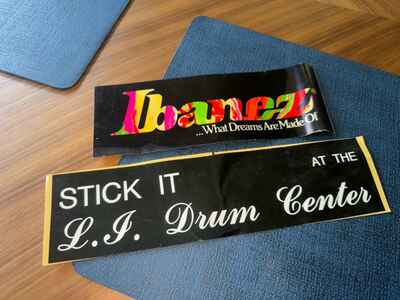 Ibanez
...What Dreams Are Made Of
STICK IT AT THE
L.I. Drum Center